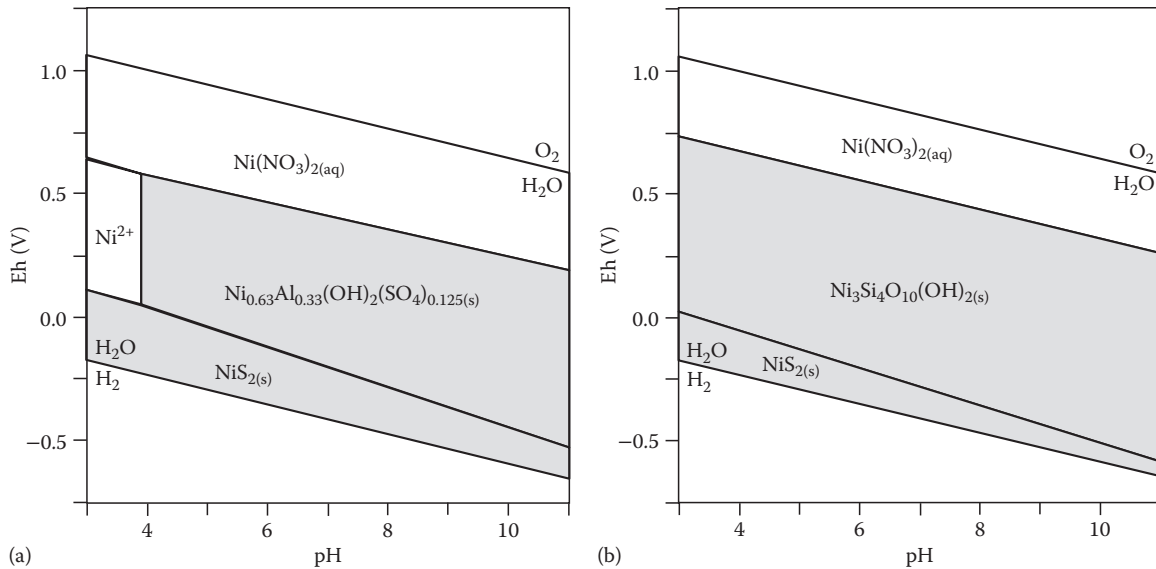 1.0
0.5
0.0
−0.5
Eh (V)
O₂
H₂O
Ni(NO₃)₂(aq)
Ni²⁺
Ni₀.₆₃Al₀.₃₃(OH)₂(SO₄)₀.₁₂₅(s)
H₂O
H₂
NiS₂(s)
4 6 8 10
(a) pH
1.0
0.5
0.0
−0.5
Eh (V)
O₂
H₂O
Ni(NO₃)₂(aq)
Ni₃Si₄O₁₀(OH)₂(s)
H₂O
H₂
NiS₂(s)
4 6 8 10
(b) pH